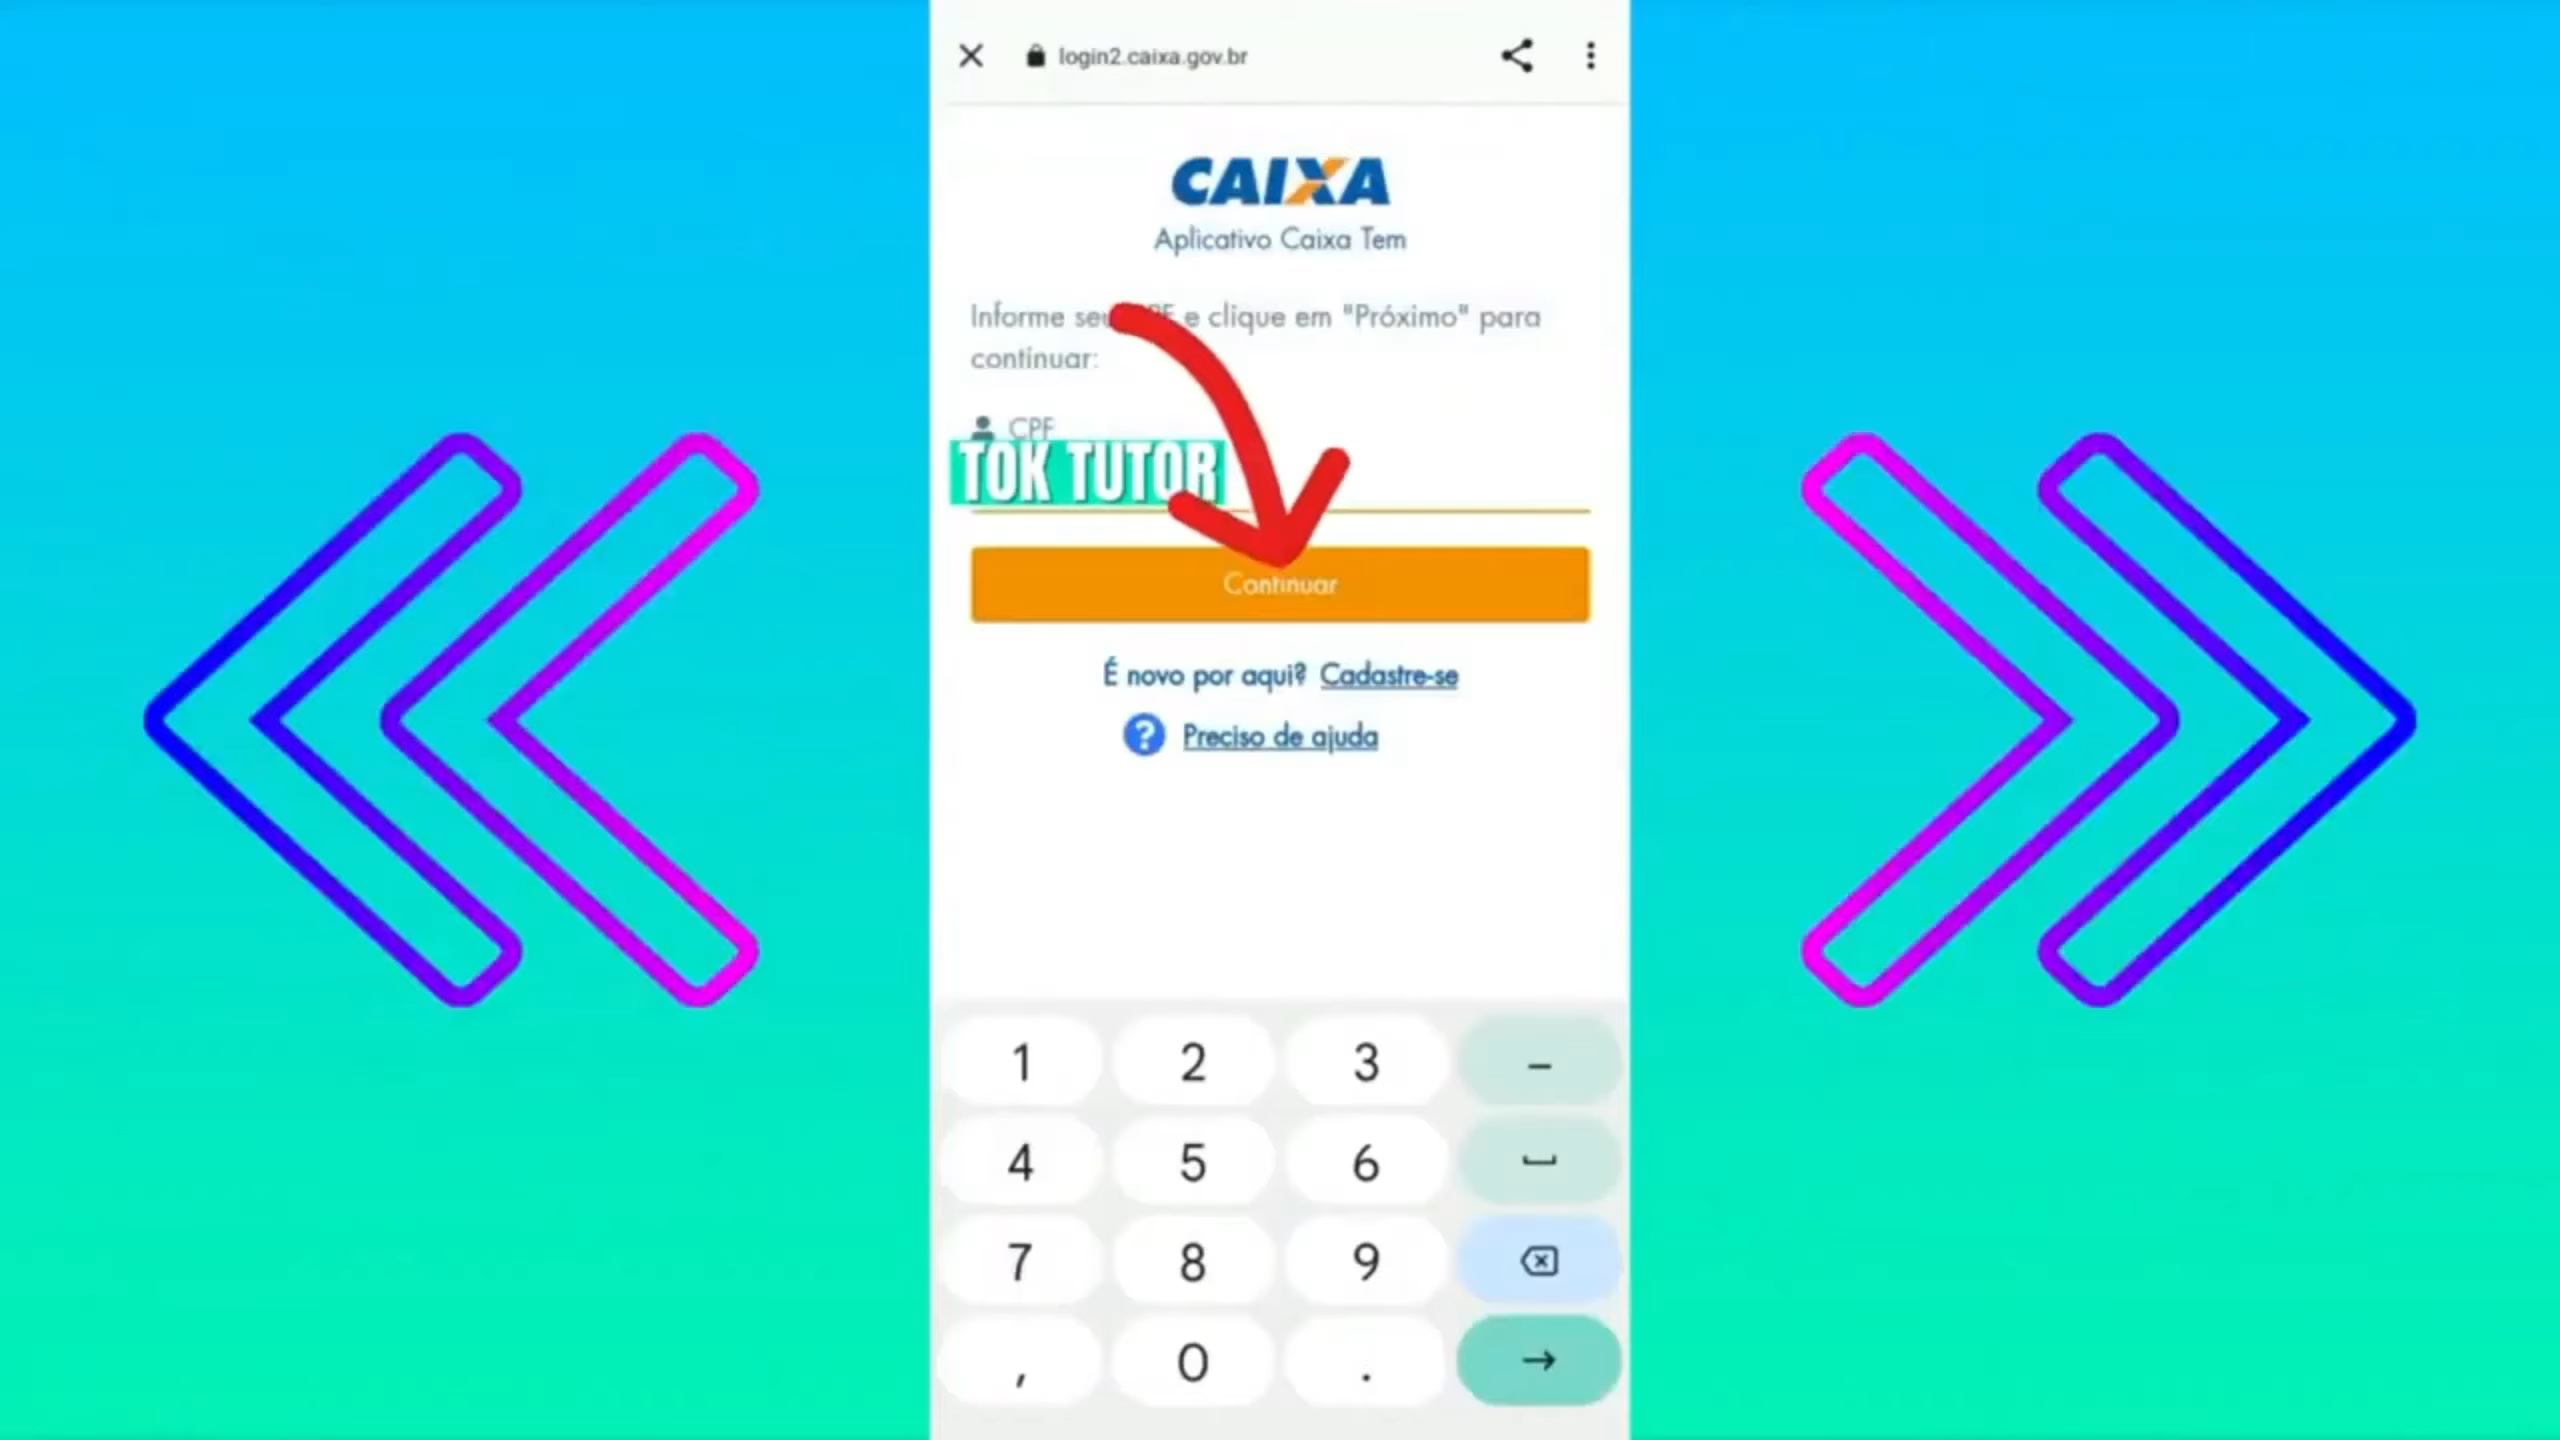 login2.caixa.gov.br
CAIXA
Aplicativo Caixa Tem
Informe seu e clique em "Próximo" para
continuar:
CPF
TOK TUTOR
Continuar
É novo por aqui? Cadastre-se
? Preciso de ajuda
1 2 3 -
4 5 6
7 8 9
, 0 .